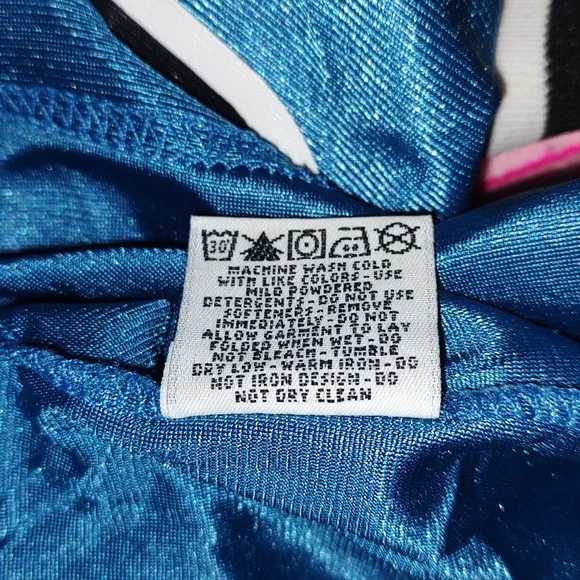 30°
MACHINE WASH COLD
WITH LIKE COLORS - USE
MILD POWDERED
DETERGENTS - DO NOT USE
SOFTENERS - REMOVE
IMMEDIATELY - DO NOT
ALLOW GARMENT TO LAY
FOLDED WHEN WET - DO
NOT BLEACH - TUMBLE
DRY LOW - WARM IRON - DO
NOT IRON DESIGN - DO
NOT DRY CLEAN